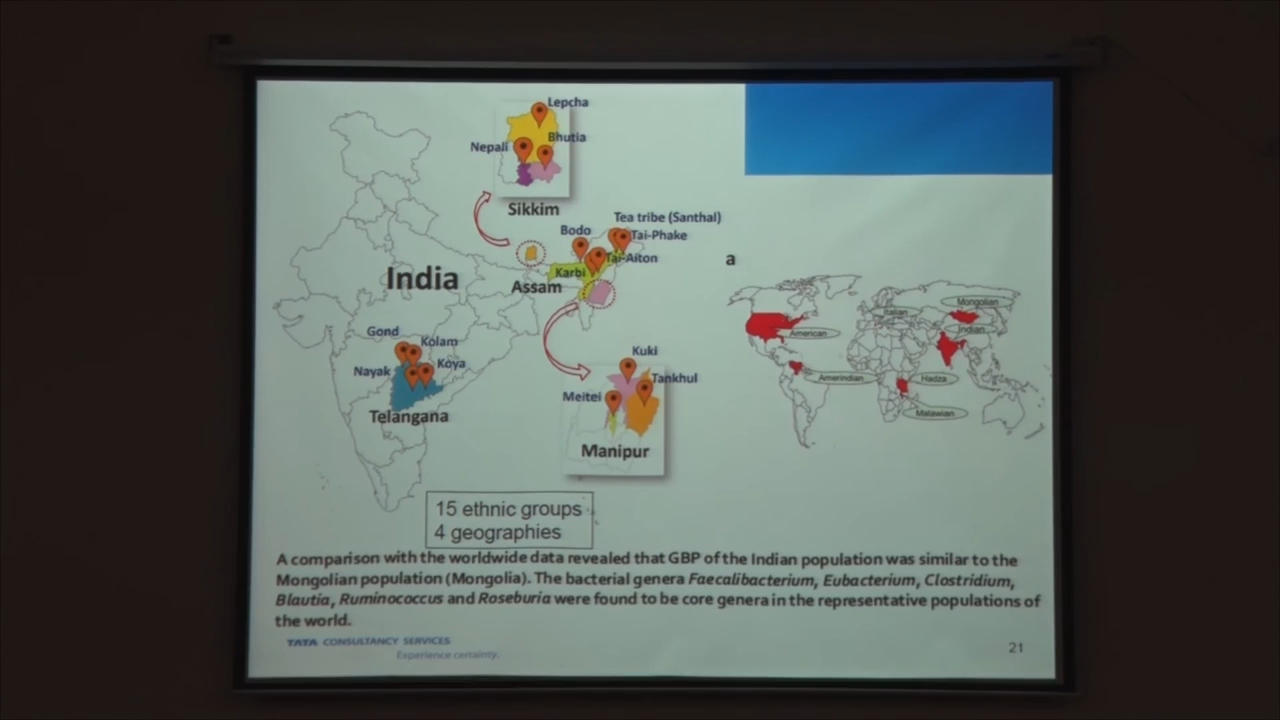 Lepcha
Bhutia
Nepali
Sikkim
Tea tribe (Santhal)
Bodo
Tai-Phake
Tai-Aiton
Karbi
Assam
India
Gond
Kolam
Nayak
Koya
Telangana
Kuki
Tankhul
Meitei
Manipur
a
Mongolian
Italian
Indian
American
Amerindian
Hadza
Malawian
15 ethnic groups
4 geographies
A comparison with the worldwide data revealed that GBP of the Indian population was similar to the
Mongolian population (Mongolia). The bacterial genera Faecalibacterium, Eubacterium, Clostridium,
Blautia, Ruminococcus and Roseburia were found to be core genera in the representative populations of
the world.
TATA CONSULTANCY SERVICES
Experience certainty.
21